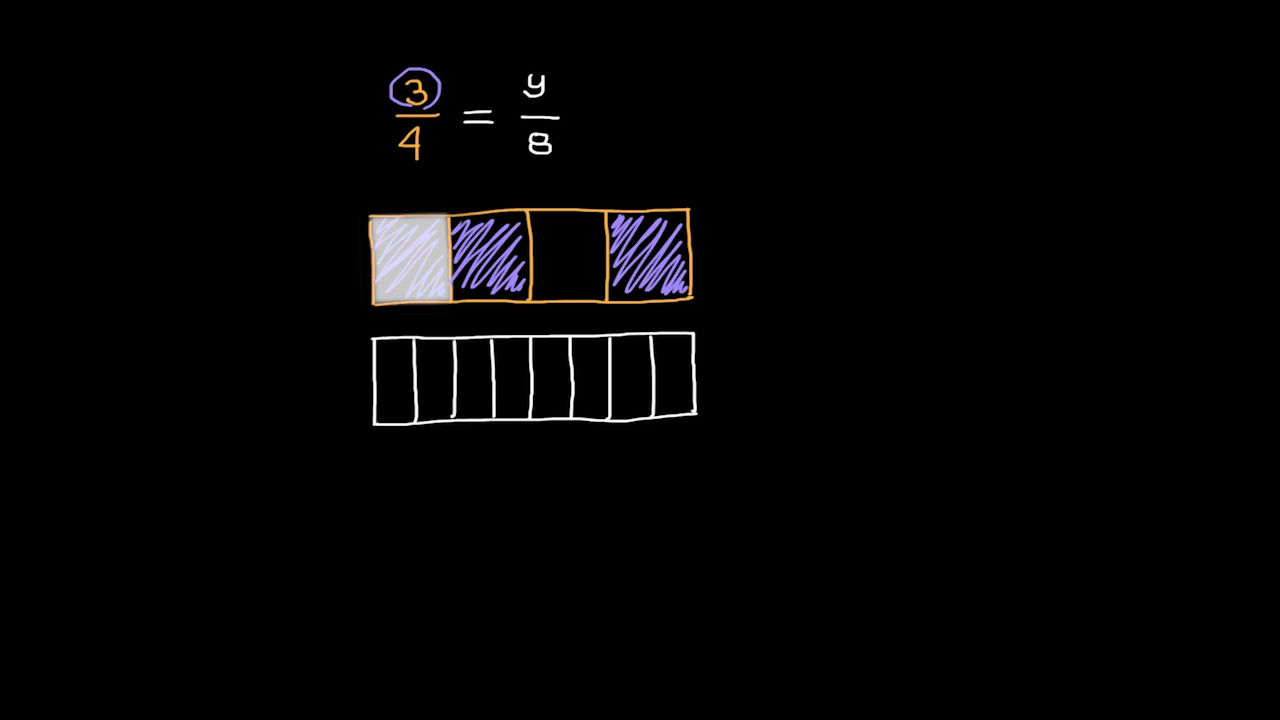 3/4 = y/8